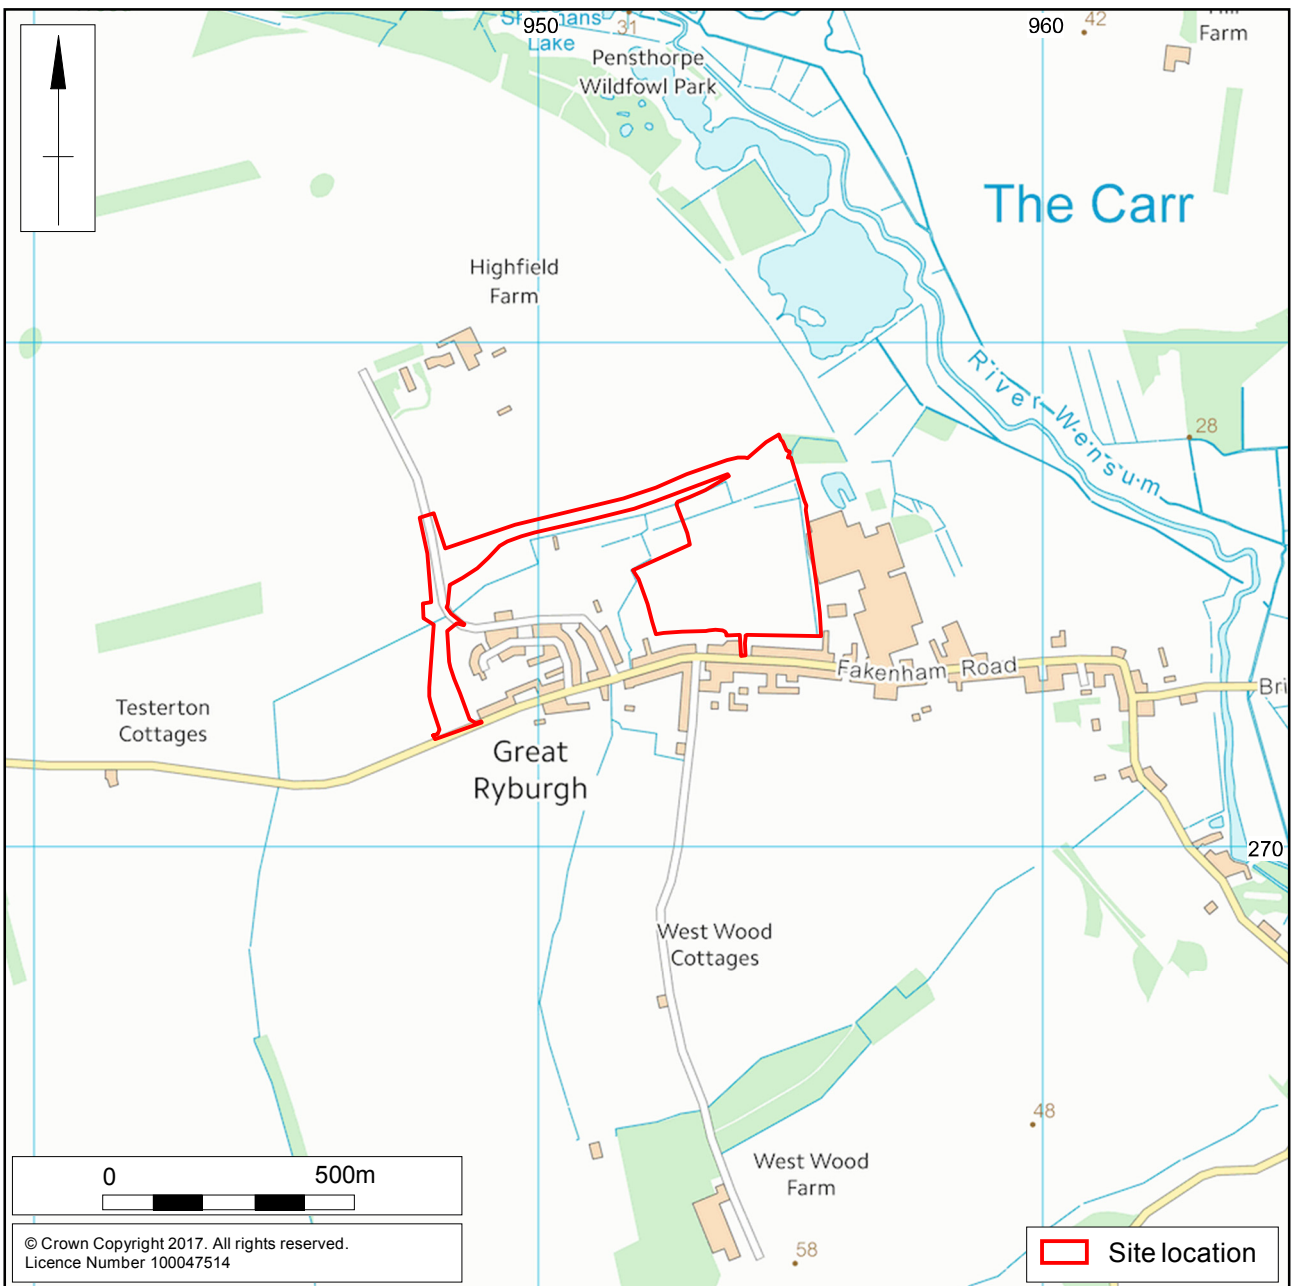 950
960
42
31
Lake
Farm
Pensthorpe
Wildfowl Park
The Carr
Highfield
Farm
River Wensum
28
Fakenham Road
Bri
Testerton
Cottages
Great
Ryburgh
270
West Wood
Cottages
48
West Wood
Farm
58
0 500m
© Crown Copyright 2017. All rights reserved.
Licence Number 100047514
Site location